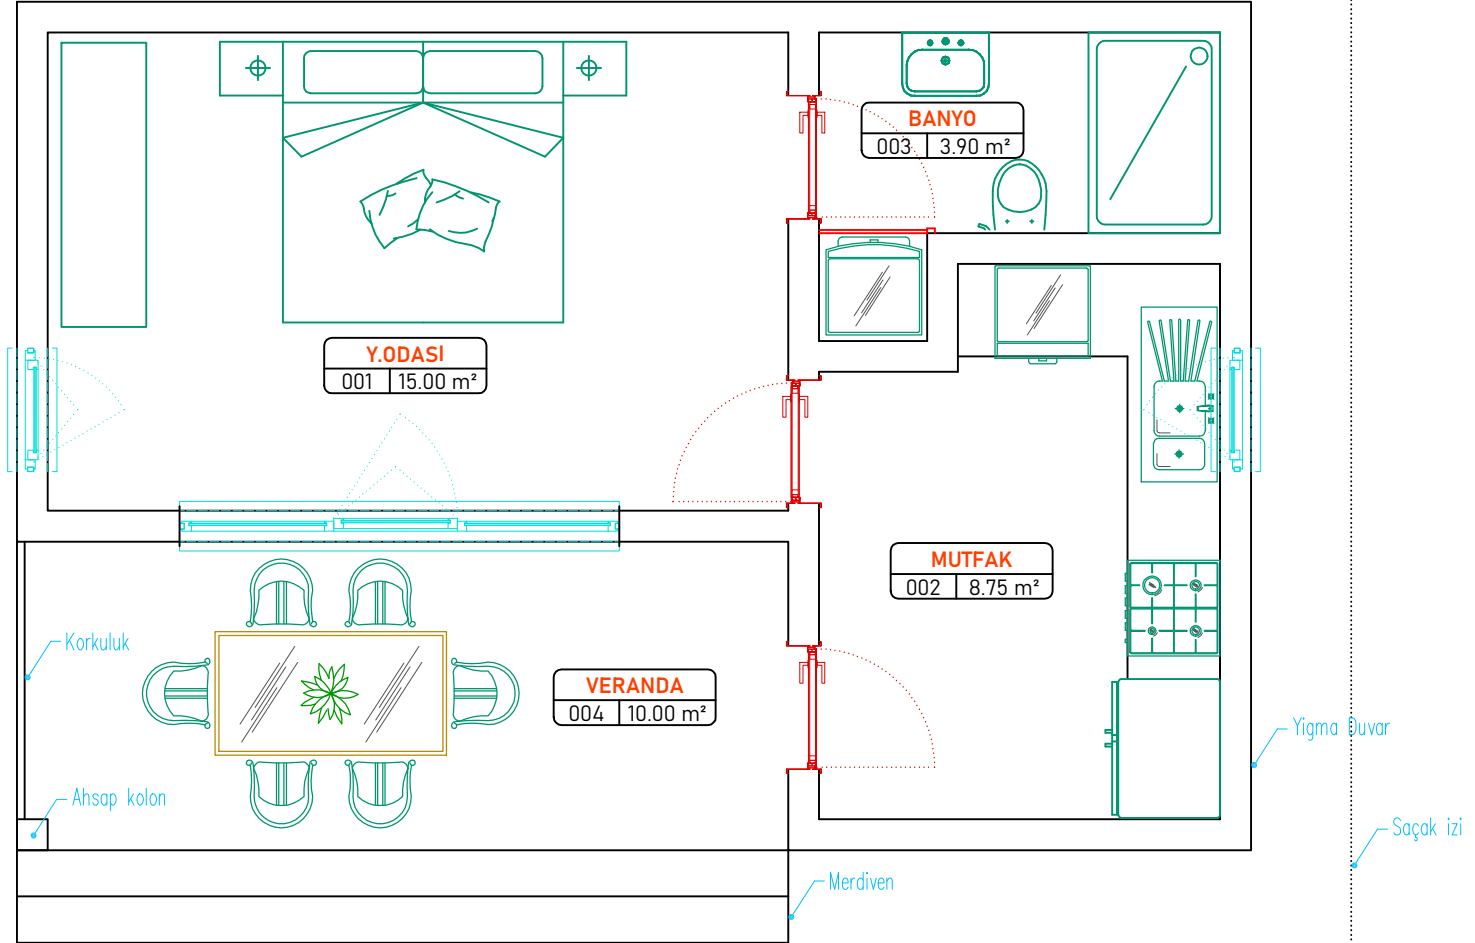 BANYO
003 3.90 m²
Y.ODASİ
001 15.00 m²
MUTFAK
002 8.75 m²
Korkuluk
VERANDA
004 10.00 m²
Yigma Duvar
Ahsap kolon
Saçak izi
Merdiven